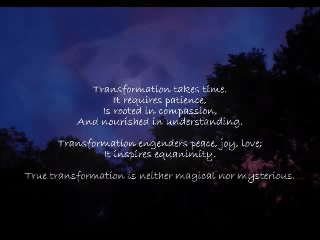 Transformation takes time.
It requires patience,
Is rooted in compassion,
And nourished in understanding.
Transformation engenders peace, joy, love;
It inspires equanimity.
True transformation is neither magical nor mysterious.